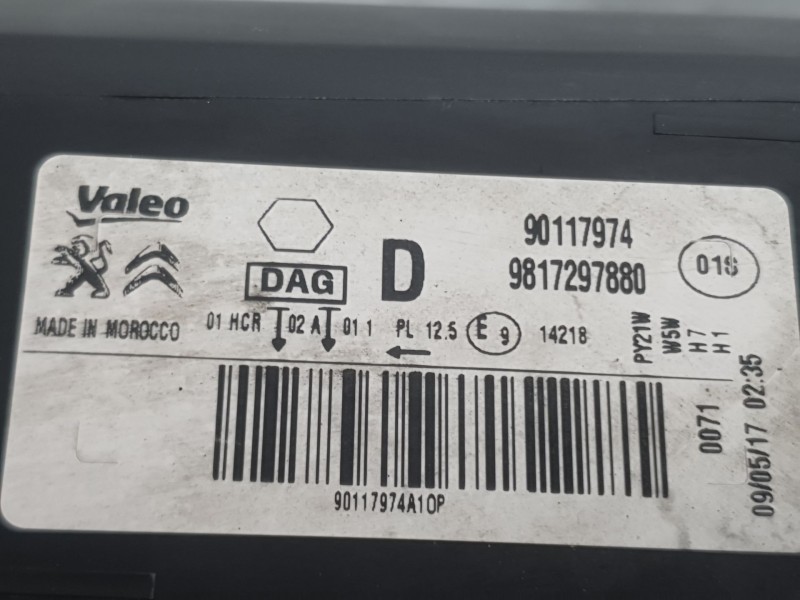 Valeo
90117974
DAG
D
9817297880
01S
MADE IN MOROCCO
01 HCR 02 A 01 1 PL 12.5 E 9 14218
PY21W
W5W
H7
H1
0071
09/05/17 02:35
90117974A10P